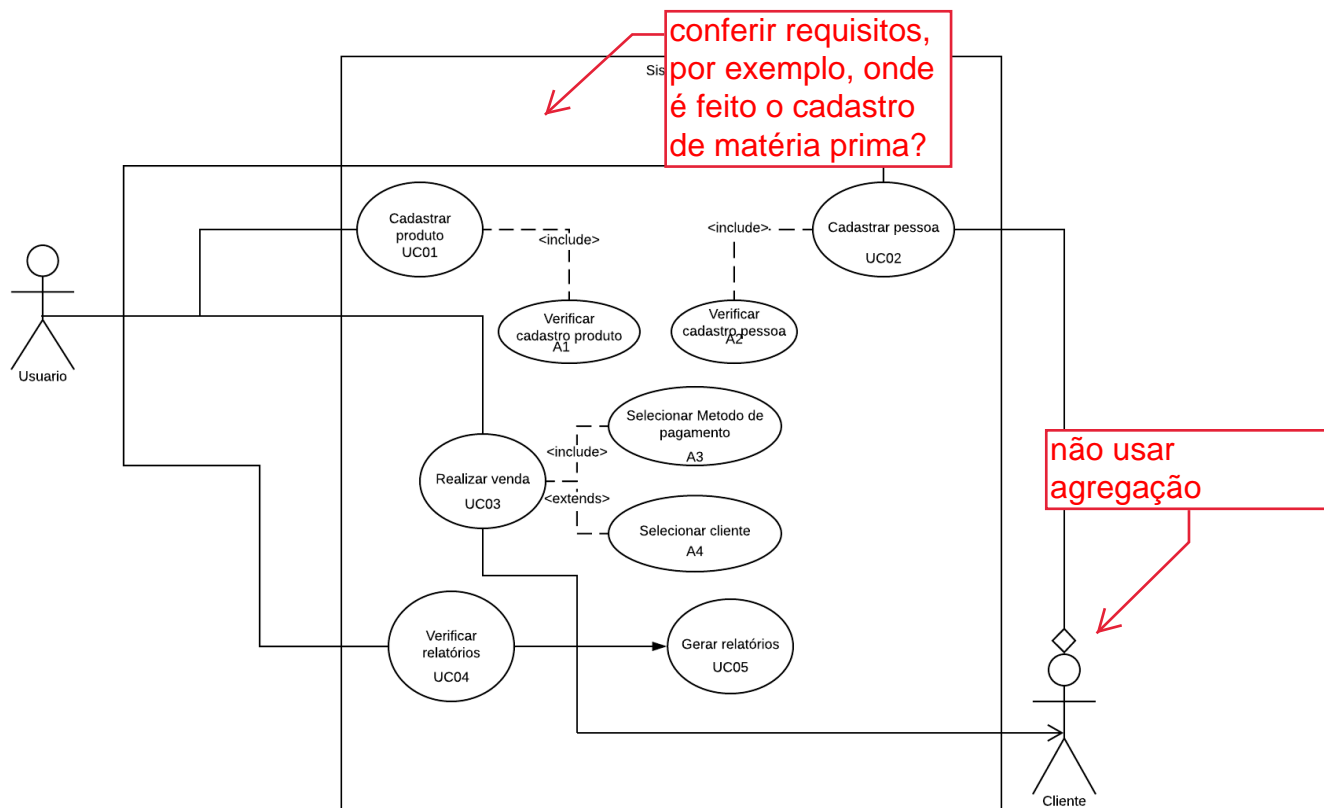 conferir requisitos,
por exemplo, onde
é feito o cadastro
de matéria prima?
Sis
Cadastrar
produto
UC01
<include>
<include>
Cadastrar pessoa
UC02
Verificar
cadastro produto
A1
Verificar
cadastro pessoa
A2
Usuario
Selecionar Metodo de
pagamento
A3
<include>
Realizar venda
UC03
<extends>
Selecionar cliente
A4
não usar
agregação
Verificar
relatórios
UC04
Gerar relatórios
UC05
Cliente